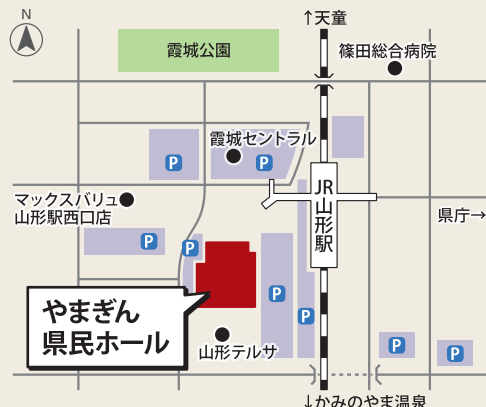 N
↑天童
霞城公園
篠田総合病院
霞城セントラル
P
P
マックスバリュ
山形駅西口店
JR山形駅
県庁→
P
P
P
P
やまぎん
県民ホール
山形テルサ
P
P
↓かみのやま温泉